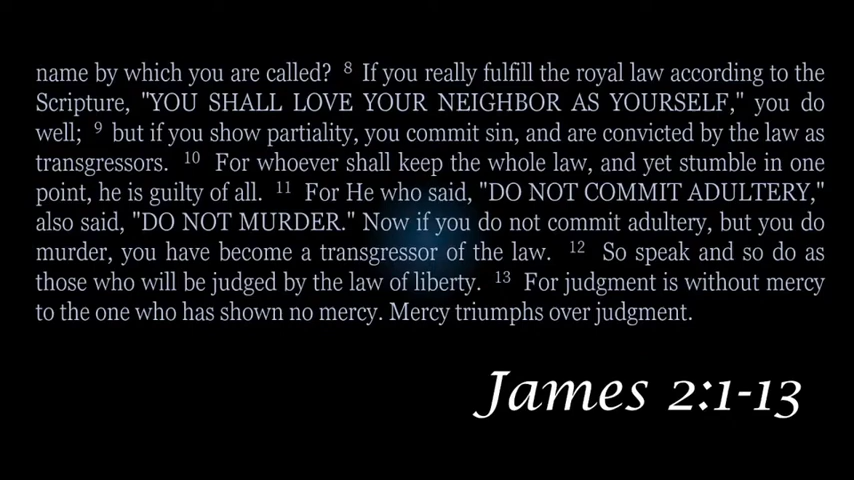 name by which you are called? 8 If you really fulfill the royal law according to the
Scripture, "YOU SHALL LOVE YOUR NEIGHBOR AS YOURSELF," you do
well; 9 but if you show partiality, you commit sin, and are convicted by the law as
transgressors. 10 For whoever shall keep the whole law, and yet stumble in one
point, he is guilty of all. 11 For He who said, "DO NOT COMMIT ADULTERY,"
also said, "DO NOT MURDER." Now if you do not commit adultery, but you do
murder, you have become a transgressor of the law. 12 So speak and so do as
those who will be judged by the law of liberty. 13 For judgment is without mercy
to the one who has shown no mercy. Mercy triumphs over judgment.
James 2:1-13